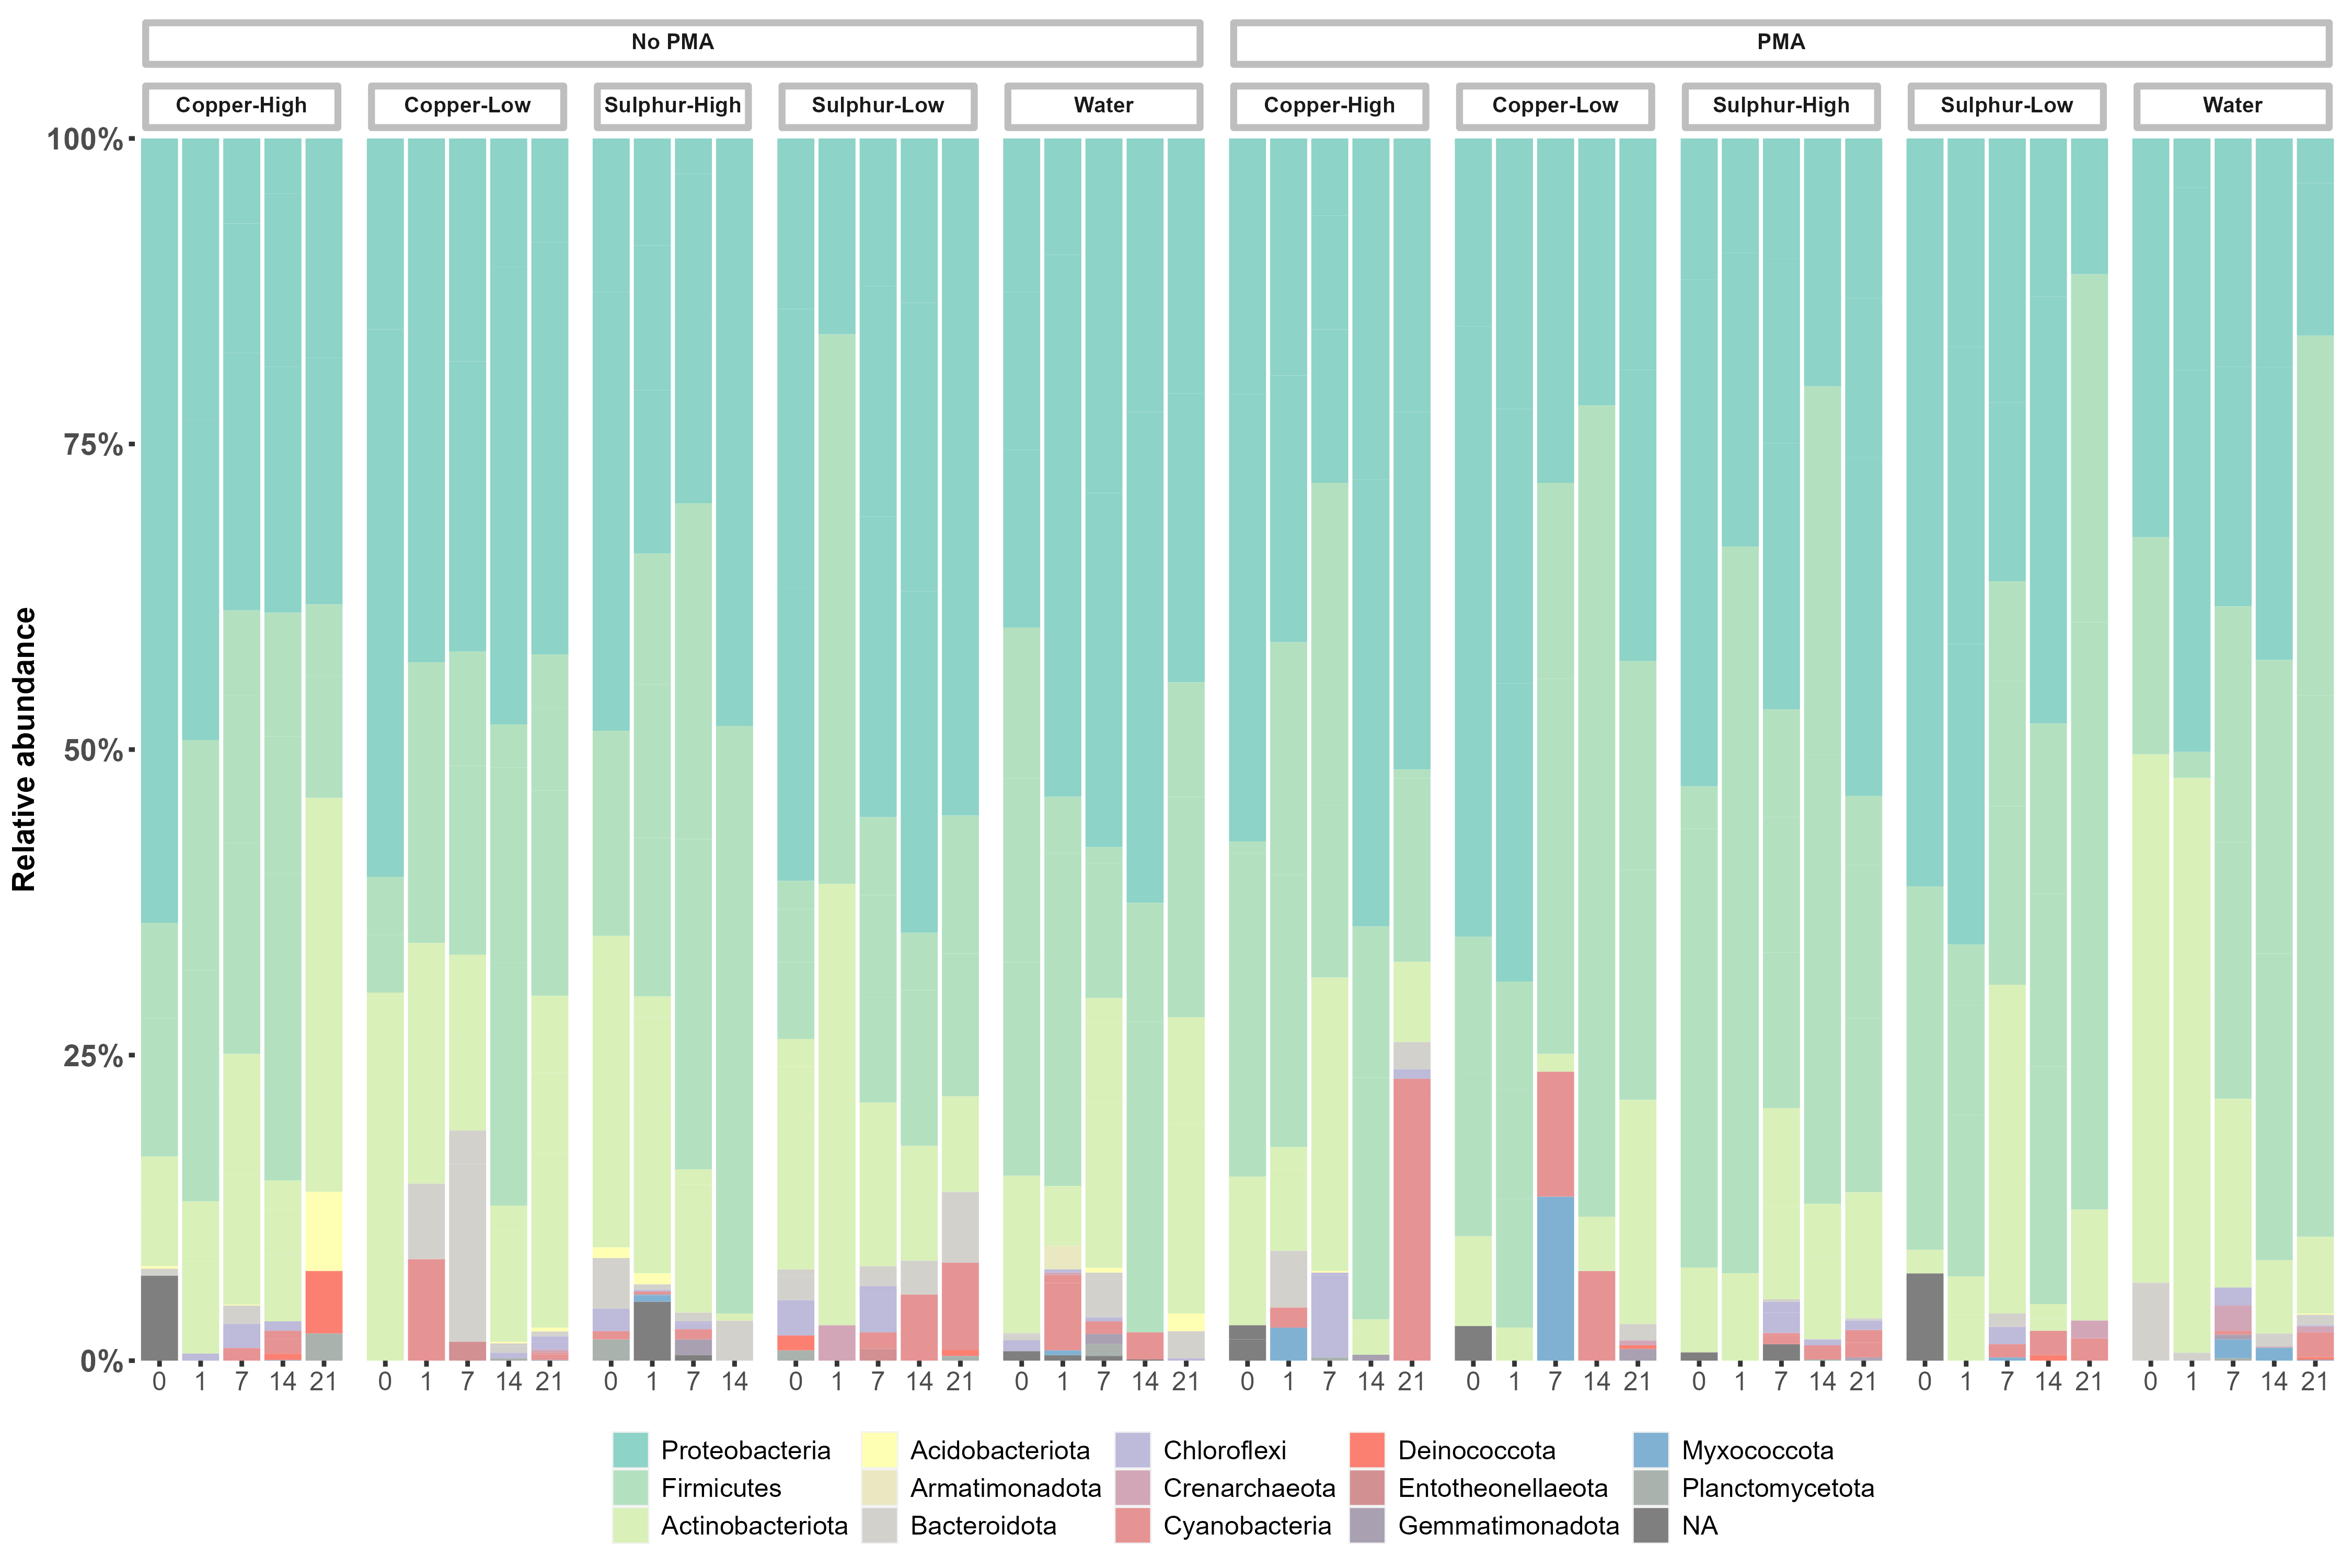 No PMA PMA
Copper-High Copper-Low Sulphur-High Sulphur-Low Water Copper-High Copper-Low Sulphur-High Sulphur-Low Water
100%
75%
50%
25%
0%
Relative abundance
0 1 7 14 21 0 1 7 14 21 0 1 7 14 0 1 7 14 21 0 1 7 14 21 0 1 7 14 21 0 1 7 14 21 0 1 7 14 21 0 1 7 14 21 0 1 7 14 21
Proteobacteria Acidobacteriota Chloroflexi Deinococcota Myxococcota
Firmicutes Armatimonadota Crenarchaeota Entotheonellaeota Planctomycetota
Actinobacteriota Bacteroidota Cyanobacteria Gemmatimonadota NA